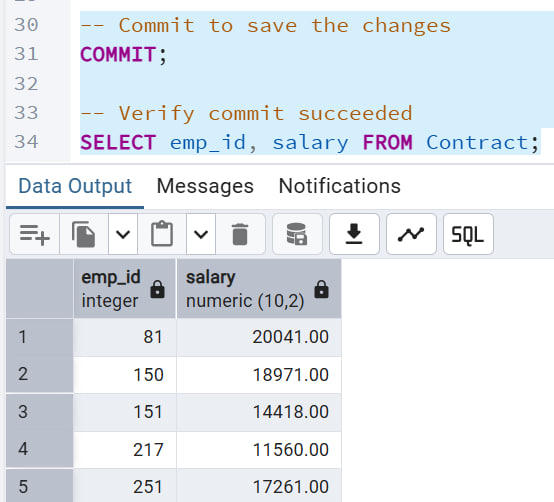 30 -- Commit to save the changes
31 COMMIT;
32
33 -- Verify commit succeeded
34 SELECT emp_id, salary FROM Contract;
Data Output Messages Notifications
SQL
emp_id integer salary numeric (10,2)
1 81 20041.00
2 150 18971.00
3 151 14418.00
4 217 11560.00
5 251 17261.00